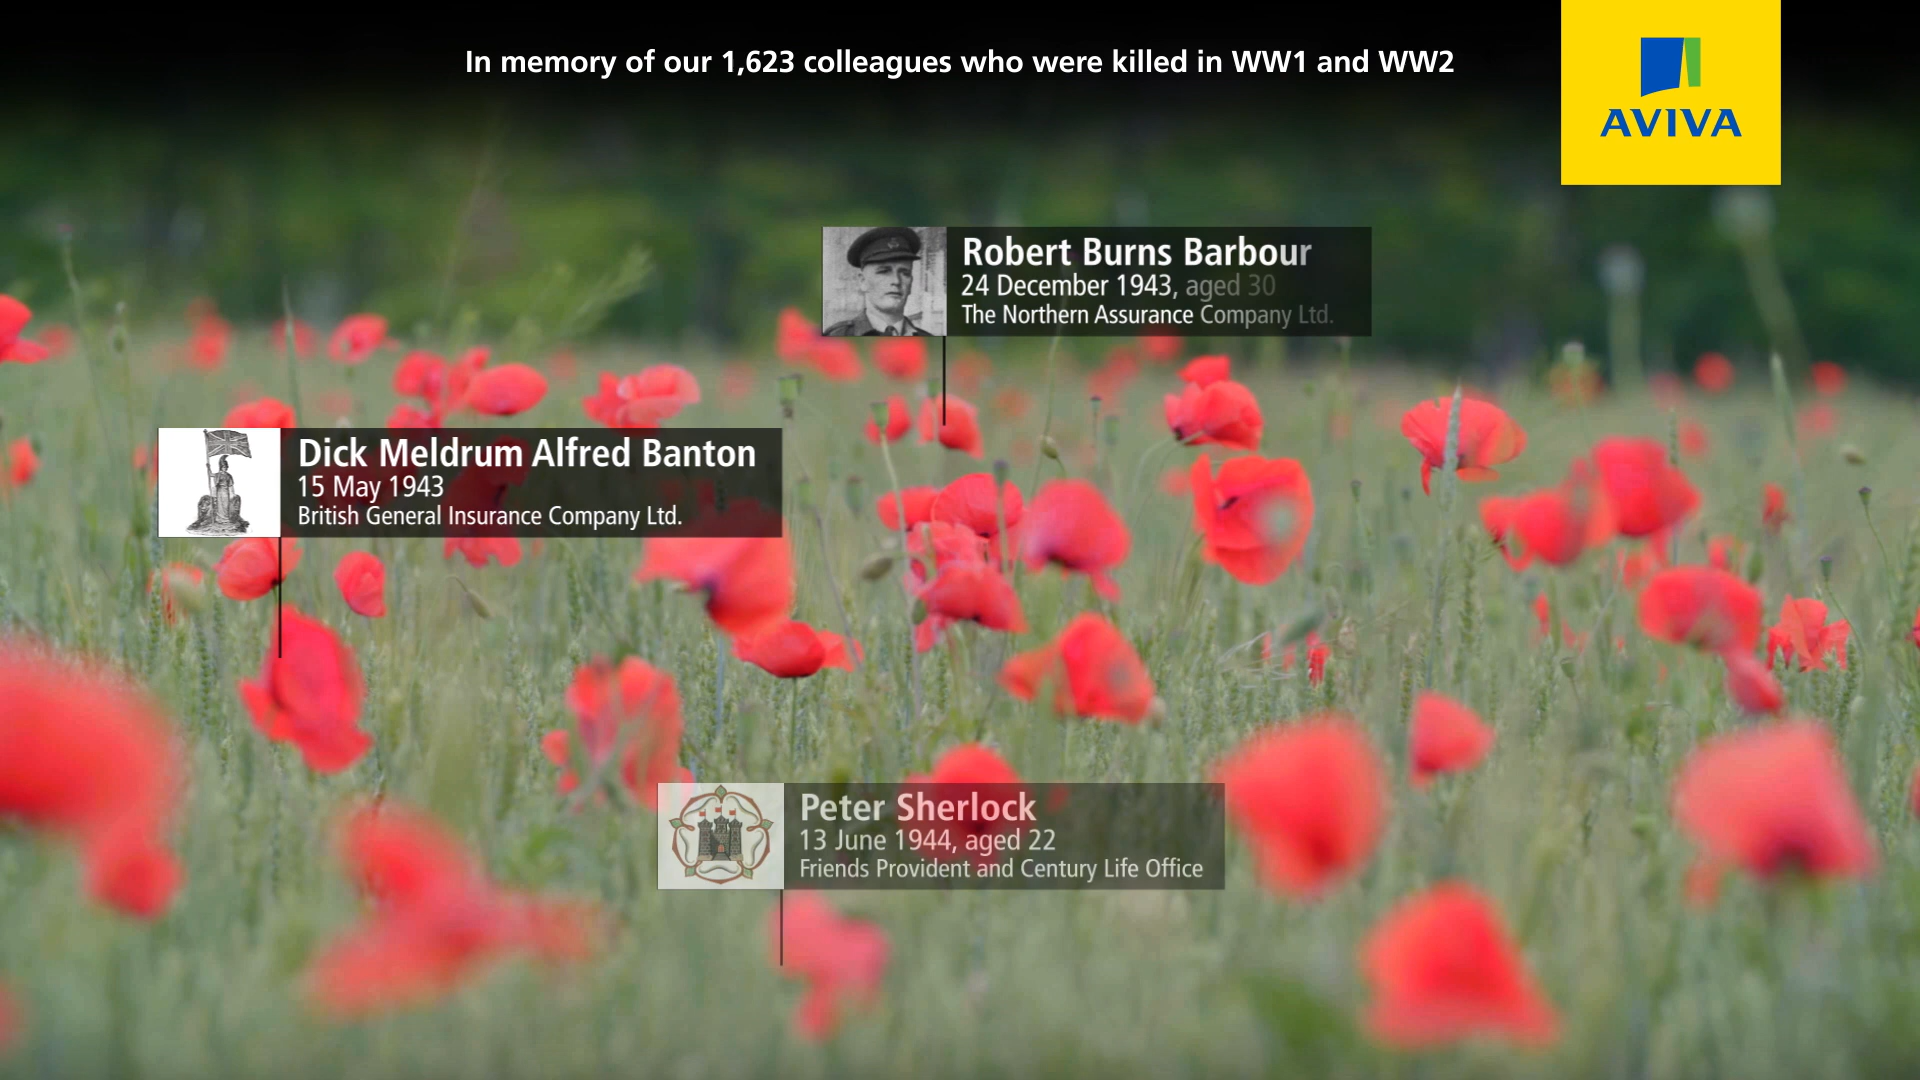 In memory of our 1,623 colleagues who were killed in WW1 and WW2
AVIVA
Robert Burns Barbour
24 December 1943, aged 30
The Northern Assurance Company Ltd.
Dick Meldrum Alfred Banton
15 May 1943
British General Insurance Company Ltd.
Peter Sherlock
13 June 1944, aged 22
Friends Provident and Century Life Office